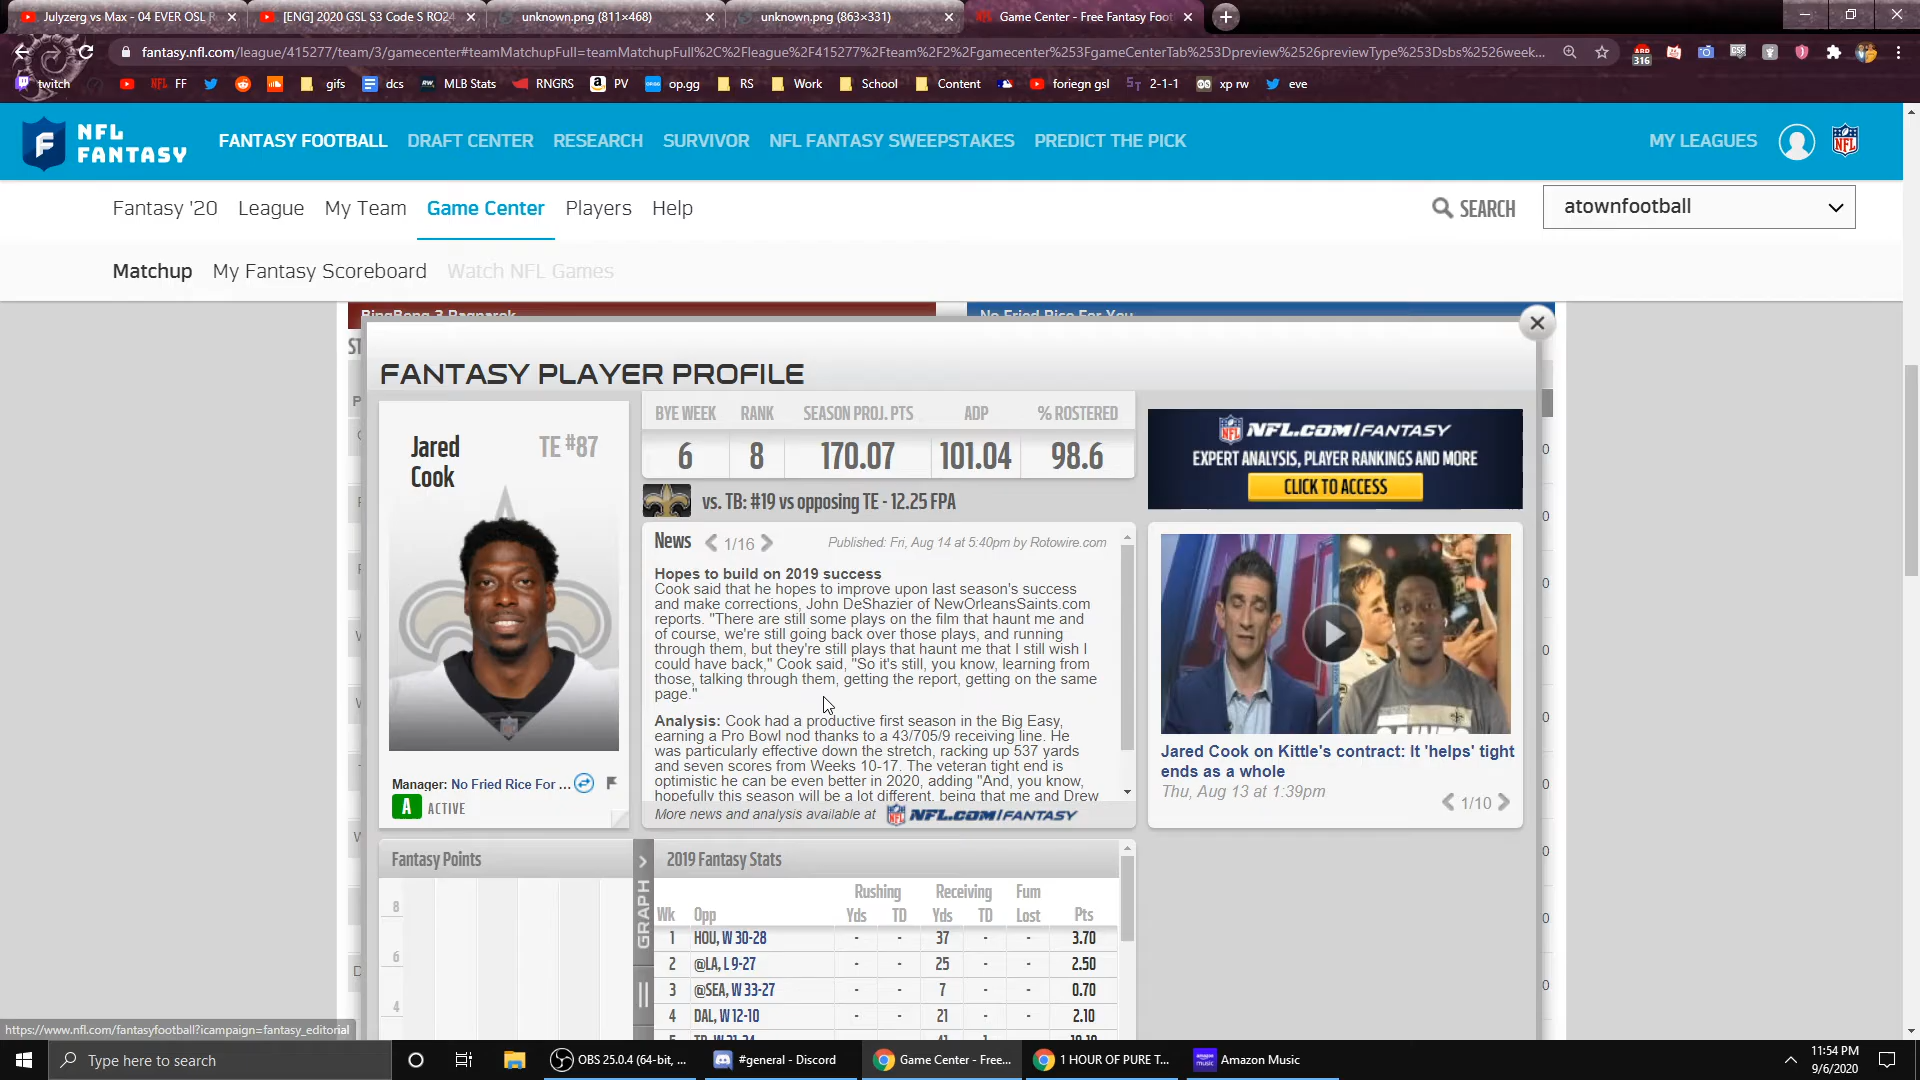 Julyzerg vs Max - 04 EVER OSL R
[ENG] 2020 GSL S3 Code S RO24
unknown.png (811×468)
unknown.png (863×331)
Game Center - Free Fantasy Foot
fantasy.nfl.com/league/415277/team/3/gamecenter#teamMatchupFull=teamMatchupFull%2C%2Fleague%2F415277%2Fteam%2F2%2Fgamecenter%253FgameCenterTab%253Dpreview%2526previewType%253Dsbs%2526week...
316
twitch
NFL FF
gifs
dcs
MLB Stats
RNGRS
PV
op.gg
RS
Work
School
Content
foriegn gsl
2-1-1
xp rw
eve
NFL FANTASY
FANTASY FOOTBALL
DRAFT CENTER
RESEARCH
SURVIVOR
NFL FANTASY SWEEPSTAKES
PREDICT THE PICK
MY LEAGUES
Fantasy '20
League
My Team
Game Center
Players
Help
SEARCH
atownfootball
Matchup
My Fantasy Scoreboard
Watch NFL Games
BingBong 3 Ragnarok
No Fried Rice For You
FANTASY PLAYER PROFILE
Jared Cook
TE #87
BYE WEEK RANK SEASON PROJ. PTS ADP % ROSTERED
6 8 170.07 101.04 98.6
vs. TB: #19 vs opposing TE - 12.25 FPA
NFL.COM/FANTASY
EXPERT ANALYSIS, PLAYER RANKINGS AND MORE
CLICK TO ACCESS
News
1/16
Published: Fri, Aug 14 at 5:40pm by Rotowire.com
Hopes to build on 2019 success
Cook said that he hopes to improve upon last season's success
and make corrections, John DeShazier of NewOrleansSaints.com
reports. "There are still some plays on the film that haunt me and
of course, we're still going back over those plays, and running
through them, but they're still plays that haunt me that I still wish I
could have back," Cook said, "So it's still, you know, learning from
those, talking through them, getting the report, getting on the same
page."
Analysis: Cook had a productive first season in the Big Easy,
earning a Pro Bowl nod thanks to a 43/705/9 receiving line. He
was particularly effective down the stretch, racking up 537 yards
and seven scores from Weeks 10-17. The veteran tight end is
optimistic he can be even better in 2020, adding "And, you know,
hopefully this season will be a lot different, being that me and Drew
More news and analysis available at NFL.COM/FANTASY
Jared Cook on Kittle's contract: It 'helps' tight
ends as a whole
Thu, Aug 13 at 1:39pm
1/10
Manager: No Fried Rice For ...
A ACTIVE
Fantasy Points
8
6
4
GRAPH
2019 Fantasy Stats
Rushing Receiving Fum
Wk Opp Yds TD Yds TD Lost Pts
1 HOU, W 30-28 - - 37 - - 3.70
2 @LA, L 9-27 - - 25 - - 2.50
3 @SEA, W 33-27 - - 7 - - 0.70
4 DAL, W 12-10 - - 21 - - 2.10
https://www.nfl.com/fantasyfootball?icampaign=fantasy_editorial
Type here to search
OBS 25.0.4 (64-bit, ...
#general - Discord
Game Center - Free...
1 HOUR OF PURE T...
Amazon Music
11:54 PM
9/6/2020